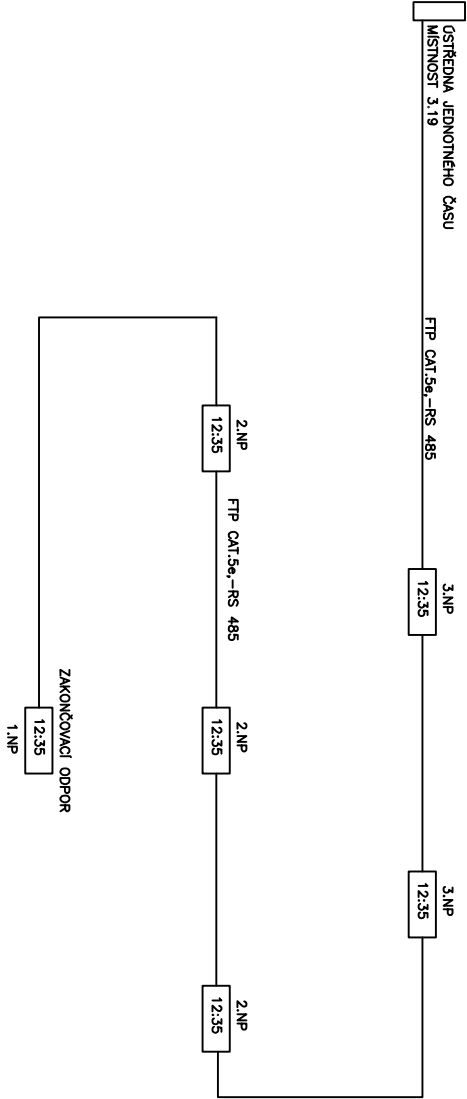 ÚSTŘEDNA JEDNOTNÉHO ČASU
MÍSTNOST 3.19
FTP CAT.5e,-RS 485
3.NP
12:35
3.NP
12:35
2.NP
12:35
FTP CAT.5e,-RS 485
2.NP
12:35
2.NP
12:35
ZAKONČOVACÍ ODPOR
12:35
1.NP